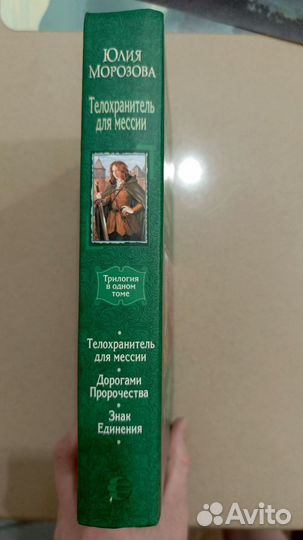 Юлия
Морозова
Телохранитель
для мессии
Трилогия
в одном
томе
Телохранитель
для мессии
Дорогами
Пророчества
Знак
Единения
Avito